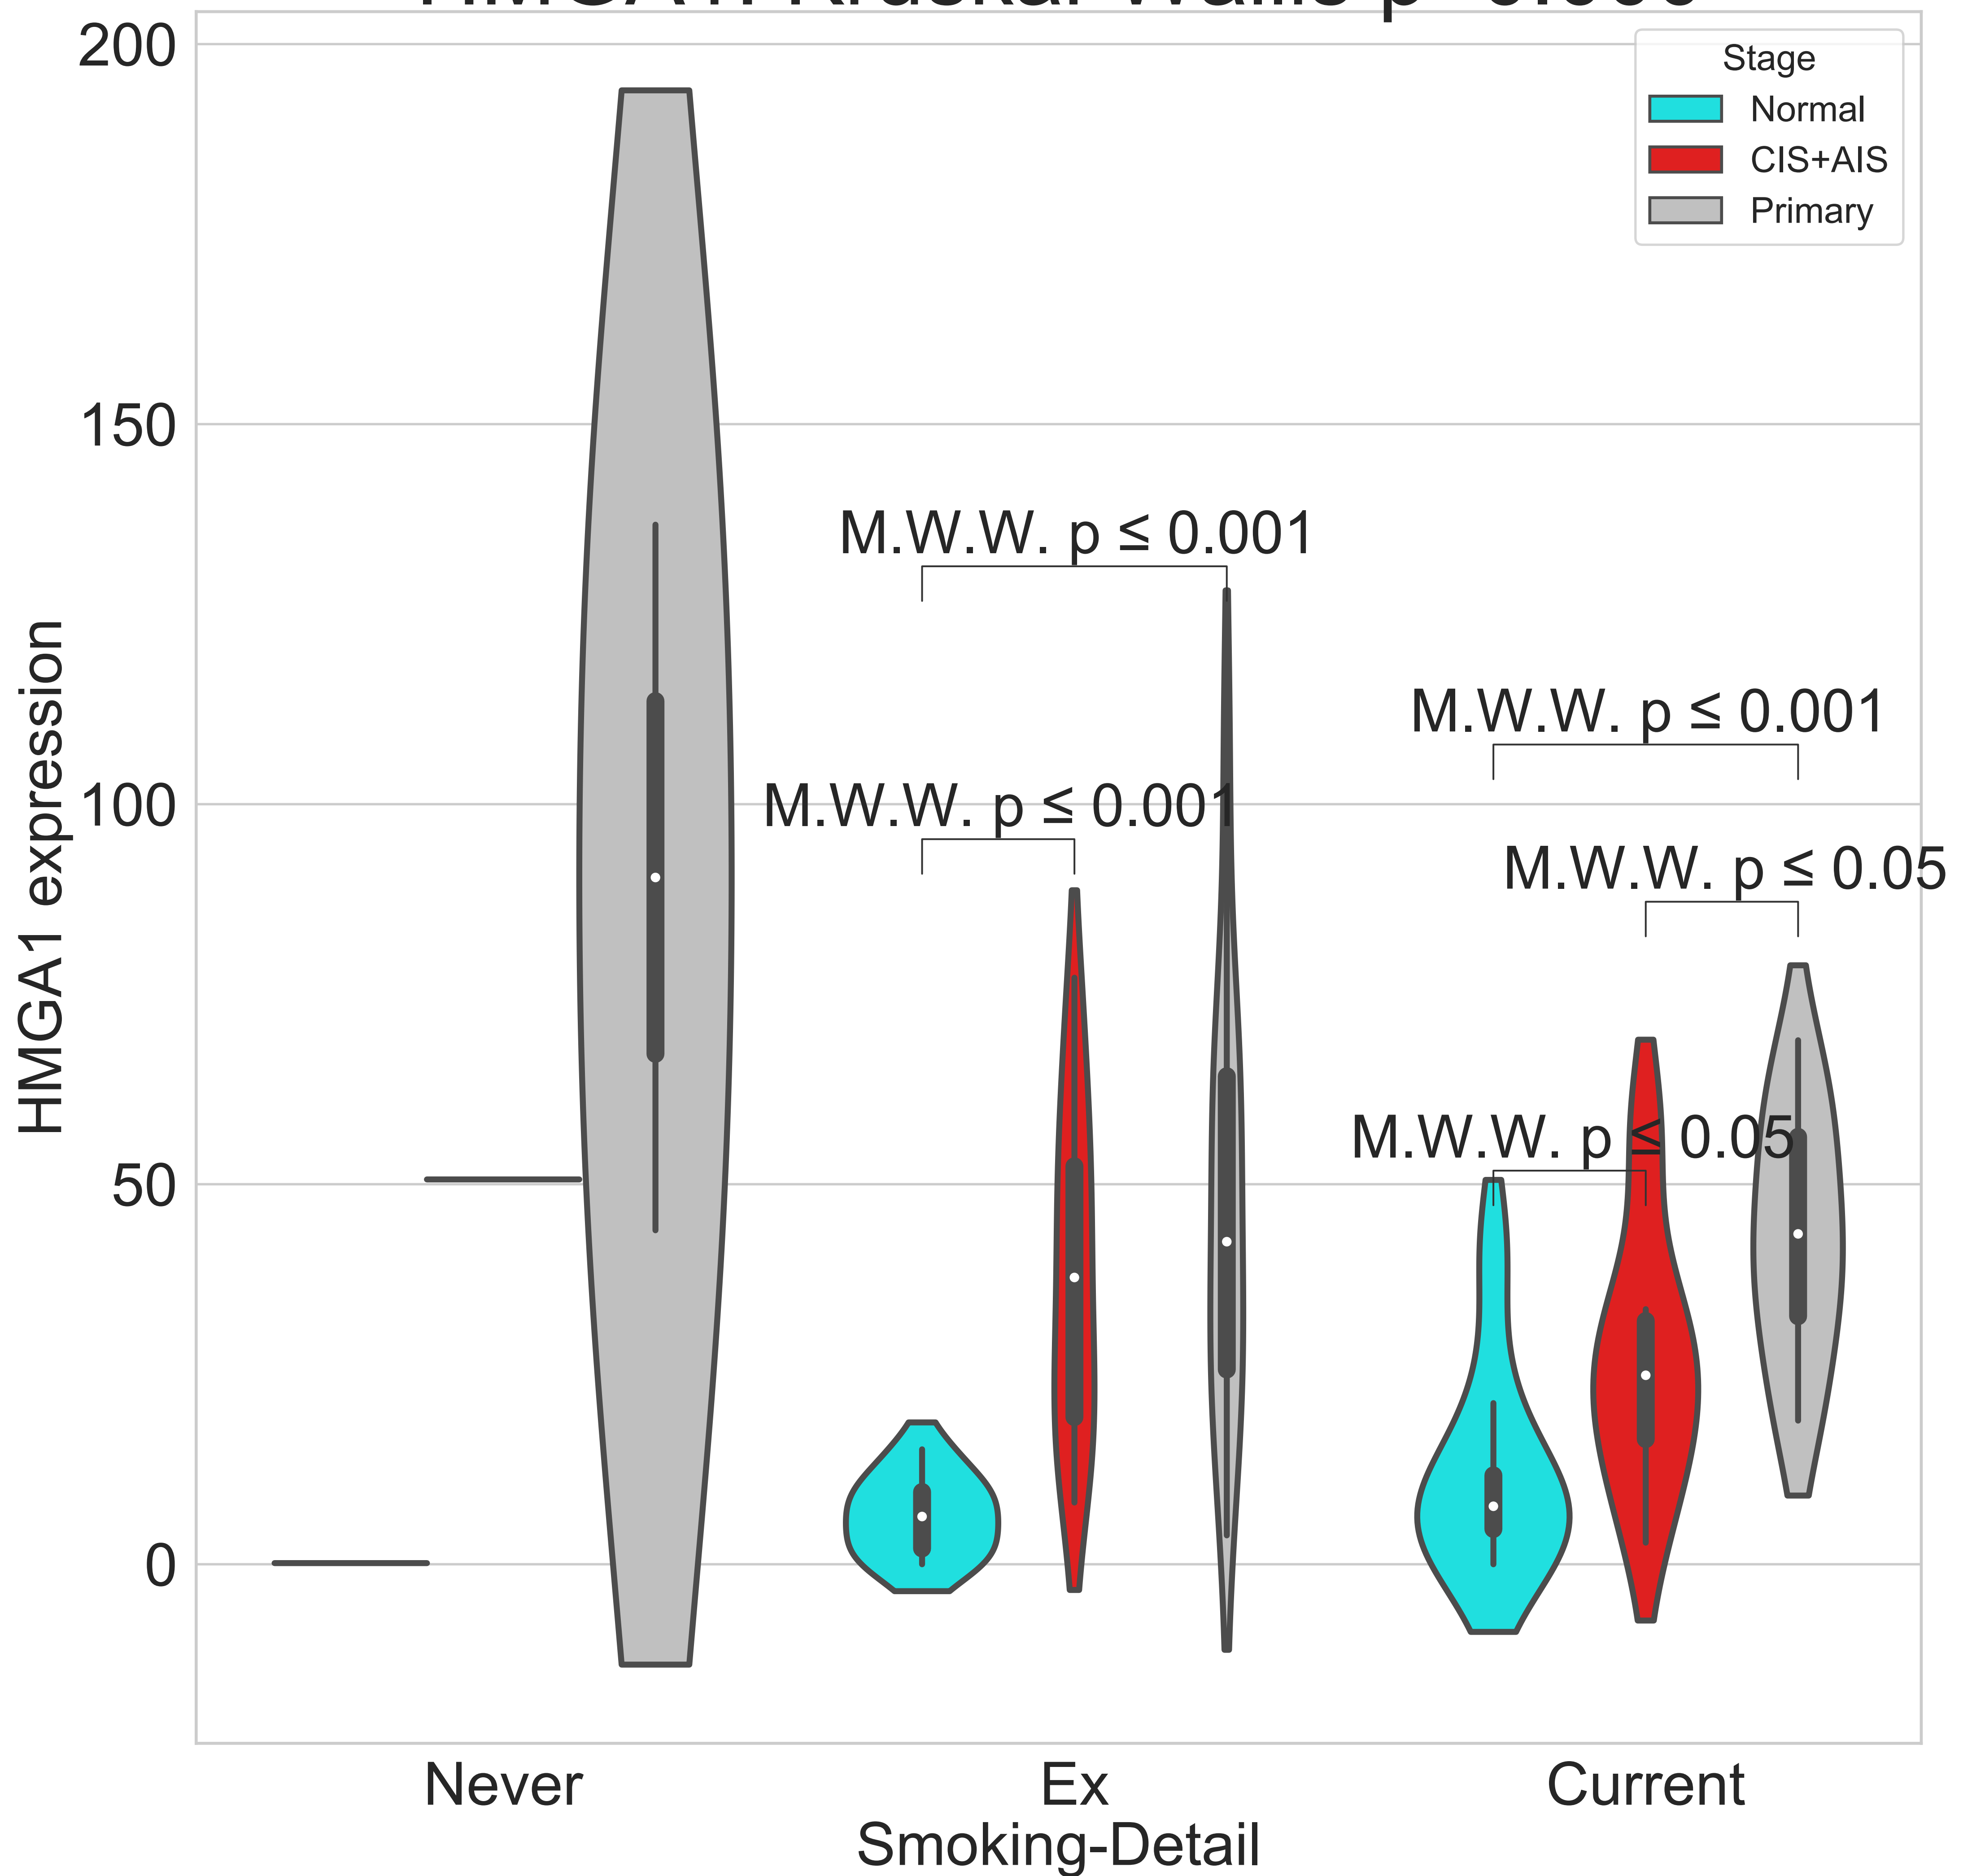 200
150
100
50
0
HMGA1 expression
Stage
Normal
CIS+AIS
Primary
M.W.W. p ≤ 0.001
M.W.W. p ≤ 0.001
M.W.W. p ≤ 0.001
M.W.W. p ≤ 0.05
M.W.W. p ≤ 0.05
Never
Ex
Current
Smoking-Detail